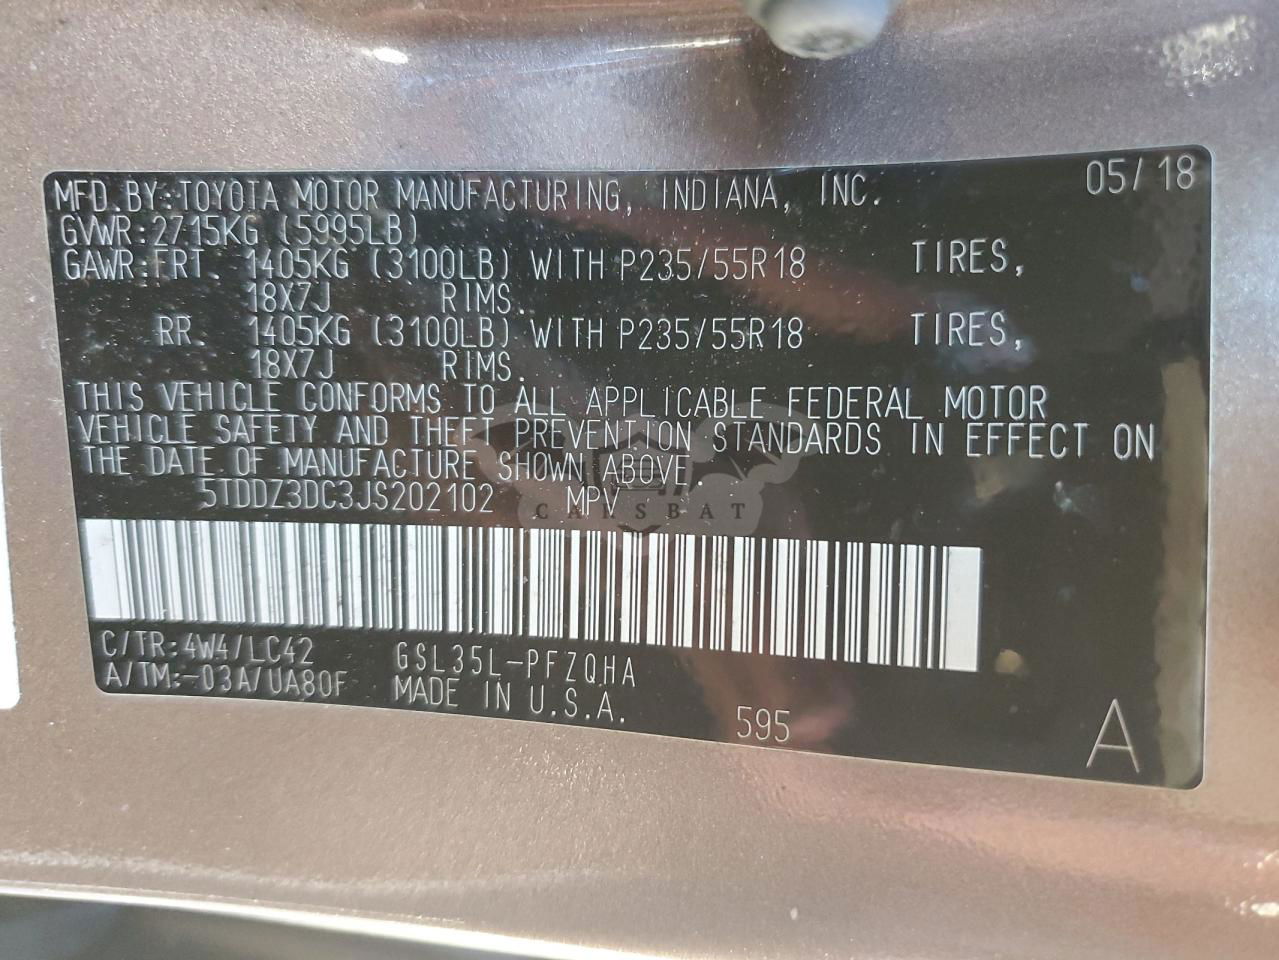 05/18
MFD.BY:TOYOTA MOTOR MANUFACTURING, INDIANA, INC.
GVWR:2715KG (5995LB)
GAWR:FRT. 1405KG (3100LB) WITH P235/55R18 TIRES,
18X7J RIMS.
RR. 1405KG (3100LB) WITH P235/55R18 TIRES,
18X7J RIMS.
THIS VEHICLE CONFORMS TO ALL APPLICABLE FEDERAL MOTOR
VEHICLE SAFETY AND THEFT PREVENTION STANDARDS IN EFFECT ON
THE DATE OF MANUFACTURE SHOWN ABOVE.
5TDDZ3DC3JS202102 MPV
CARSBAT
C/TR:4W4/LC42 GSL35L-PFZQHA
A/TM:-03A/UA80F MADE IN U.S.A.
595
A